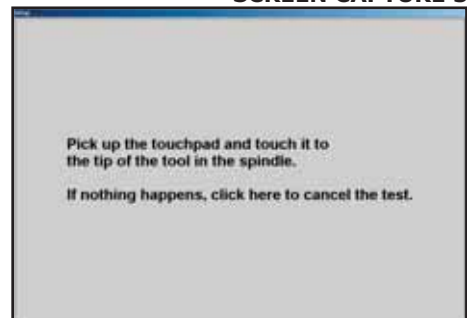 SCREEN CAPTURE
Pick up the touchpad and touch it to
the tip of the tool in the spindle.
If nothing happens, click here to cancel the test.